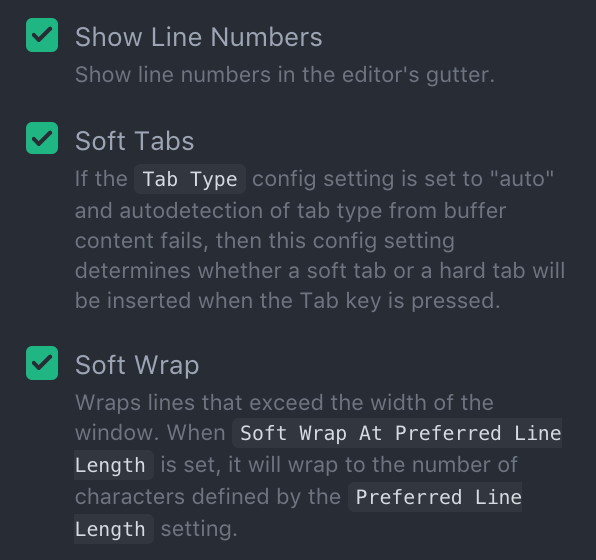 Show Line Numbers
Show line numbers in the editor's gutter.
Soft Tabs
If the Tab Type config setting is set to "auto"
and autodetection of tab type from buffer
content fails, then this config setting
determines whether a soft tab or a hard tab will
be inserted when the Tab key is pressed.
Soft Wrap
Wraps lines that exceed the width of the
window. When Soft Wrap At Preferred Line
Length is set, it will wrap to the number of
characters defined by the Preferred Line
Length setting.